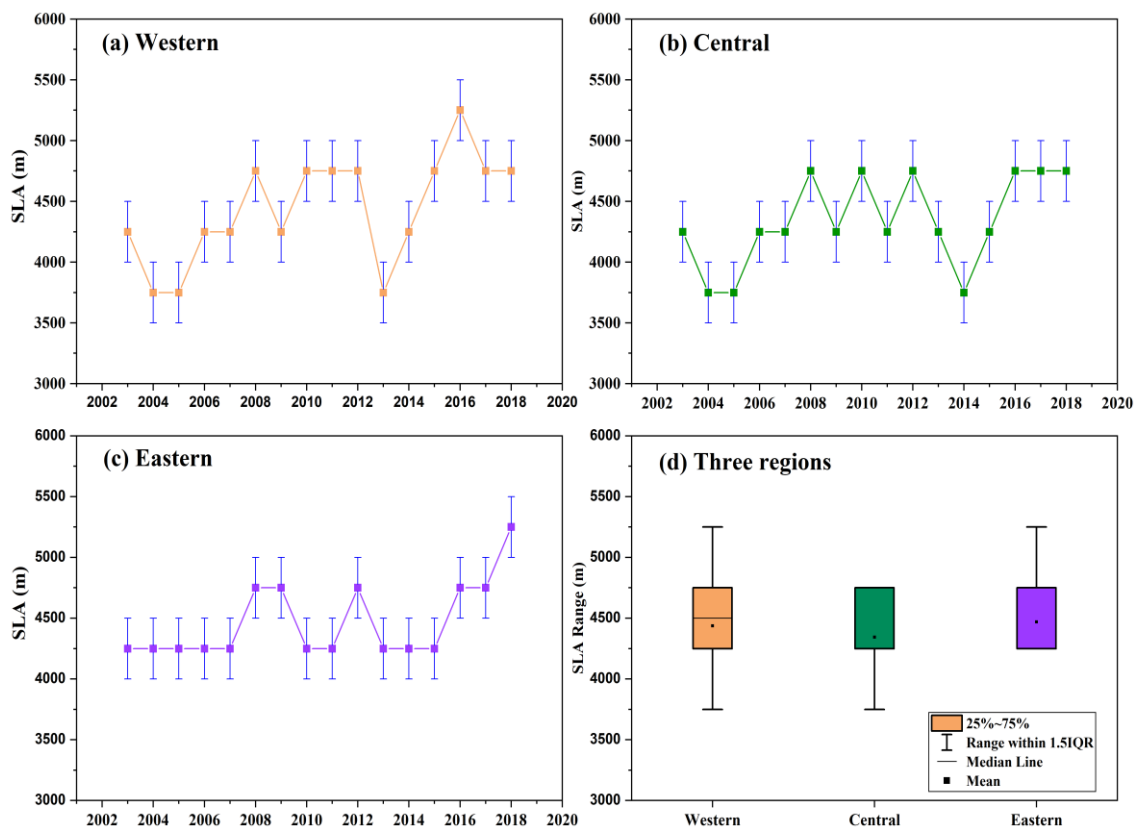 (a) Western
SLA (m)
6000
5500
5000
4500
4000
3500
3000
2002 2004 2006 2008 2010 2012 2014 2016 2018 2020
(b) Central
SLA (m)
6000
5500
5000
4500
4000
3500
3000
2002 2004 2006 2008 2010 2012 2014 2016 2018 2020
(c) Eastern
SLA (m)
6000
5500
5000
4500
4000
3500
3000
2002 2004 2006 2008 2010 2012 2014 2016 2018 2020
(d) Three regions
SLA Range (m)
6000
5500
5000
4500
4000
3500
3000
25%~75%
Range within 1.5IQR
Median Line
Mean
Western Central Eastern